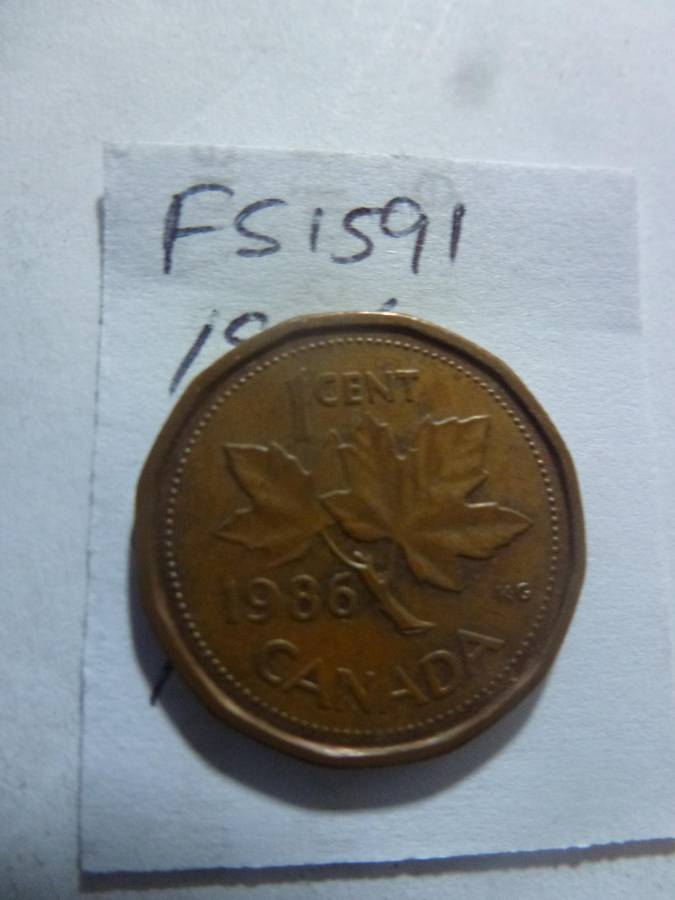 FS1591
1 CENT
1986
KG
CANADA